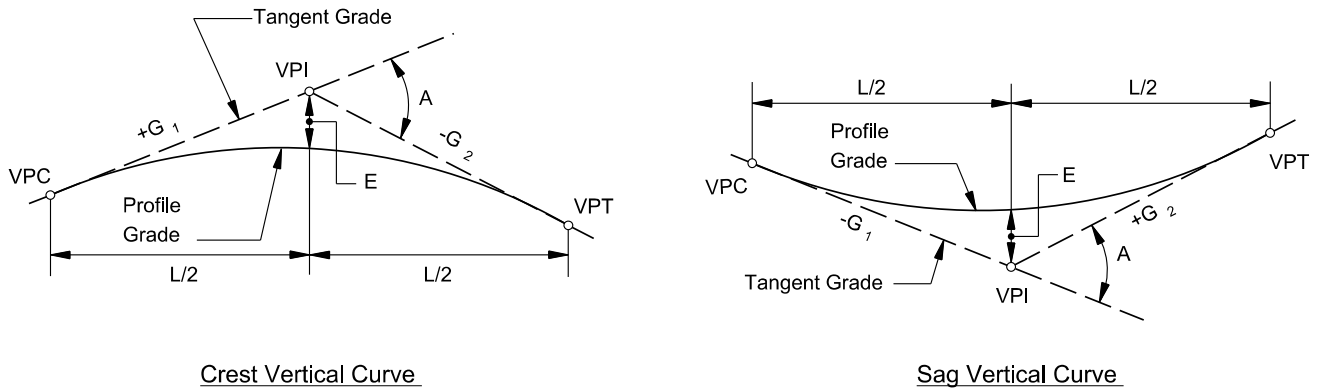 Tangent Grade
VPI
A
+G 1
-G 2
VPC
E
Profile
Grade
VPT
L/2
L/2
Crest Vertical Curve
L/2
L/2
Profile
Grade
VPC
E
VPT
-G 1
+G 2
A
Tangent Grade
VPI
Sag Vertical Curve